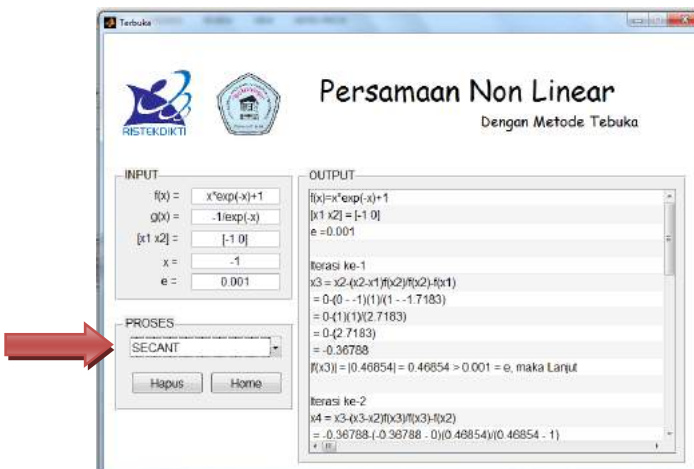 Terbuka
RISTEKDIKTI
Persamaan Non Linear
Dengan Metode Tebuka
INPUT
f(x) = x*exp(-x)+1
g(x) = -1/exp(-x)
[x1 x2] = [-1 0]
x = -1
e = 0.001
PROSES
SECANT
Hapus Home
OUTPUT
f(x)=x*exp(-x)+1
[x1 x2] = [-1 0]
e =0.001
Iterasi ke-1
x3 = x2-(x2-x1)f(x2)/f(x2)-f(x1)
= 0-(0 - -1)(1)/(1 - -1.7183)
= 0-(1)(1)/(2.7183)
= 0-(2.7183)
= -0.36788
|f(x3)| = |0.46854| = 0.46854 > 0.001 = e, maka Lanjut
Iterasi ke-2
x4 = x3-(x3-x2)f(x3)/f(x3)-f(x2)
= -0.36788-(-0.36788 - 0)(0.46854)/(0.46854 - 1)